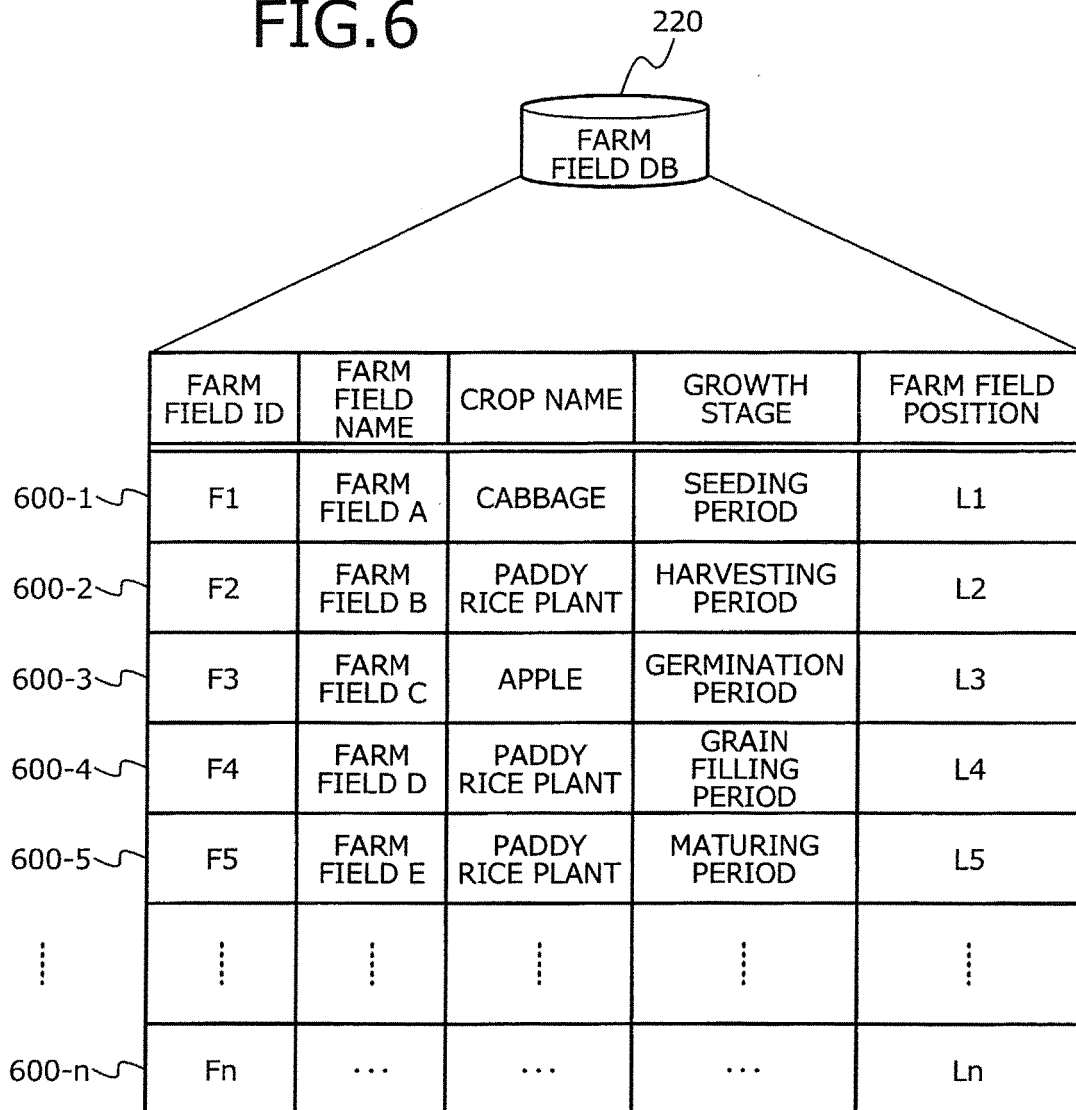 FIG.6
220
FARM
FIELD DB
FARM
FIELD ID
FARM
FIELD
NAME
CROP NAME
GROWTH
STAGE
FARM FIELD
POSITION
600-1
F1
FARM
FIELD A
CABBAGE
SEEDING
PERIOD
L1
600-2
F2
FARM
FIELD B
PADDY
RICE PLANT
HARVESTING
PERIOD
L2
600-3
F3
FARM
FIELD C
APPLE
GERMINATION
PERIOD
L3
600-4
F4
FARM
FIELD D
PADDY
RICE PLANT
GRAIN
FILLING
PERIOD
L4
600-5
F5
FARM
FIELD E
PADDY
RICE PLANT
MATURING
PERIOD
L5
600-n
Fn
...
...
...
Ln